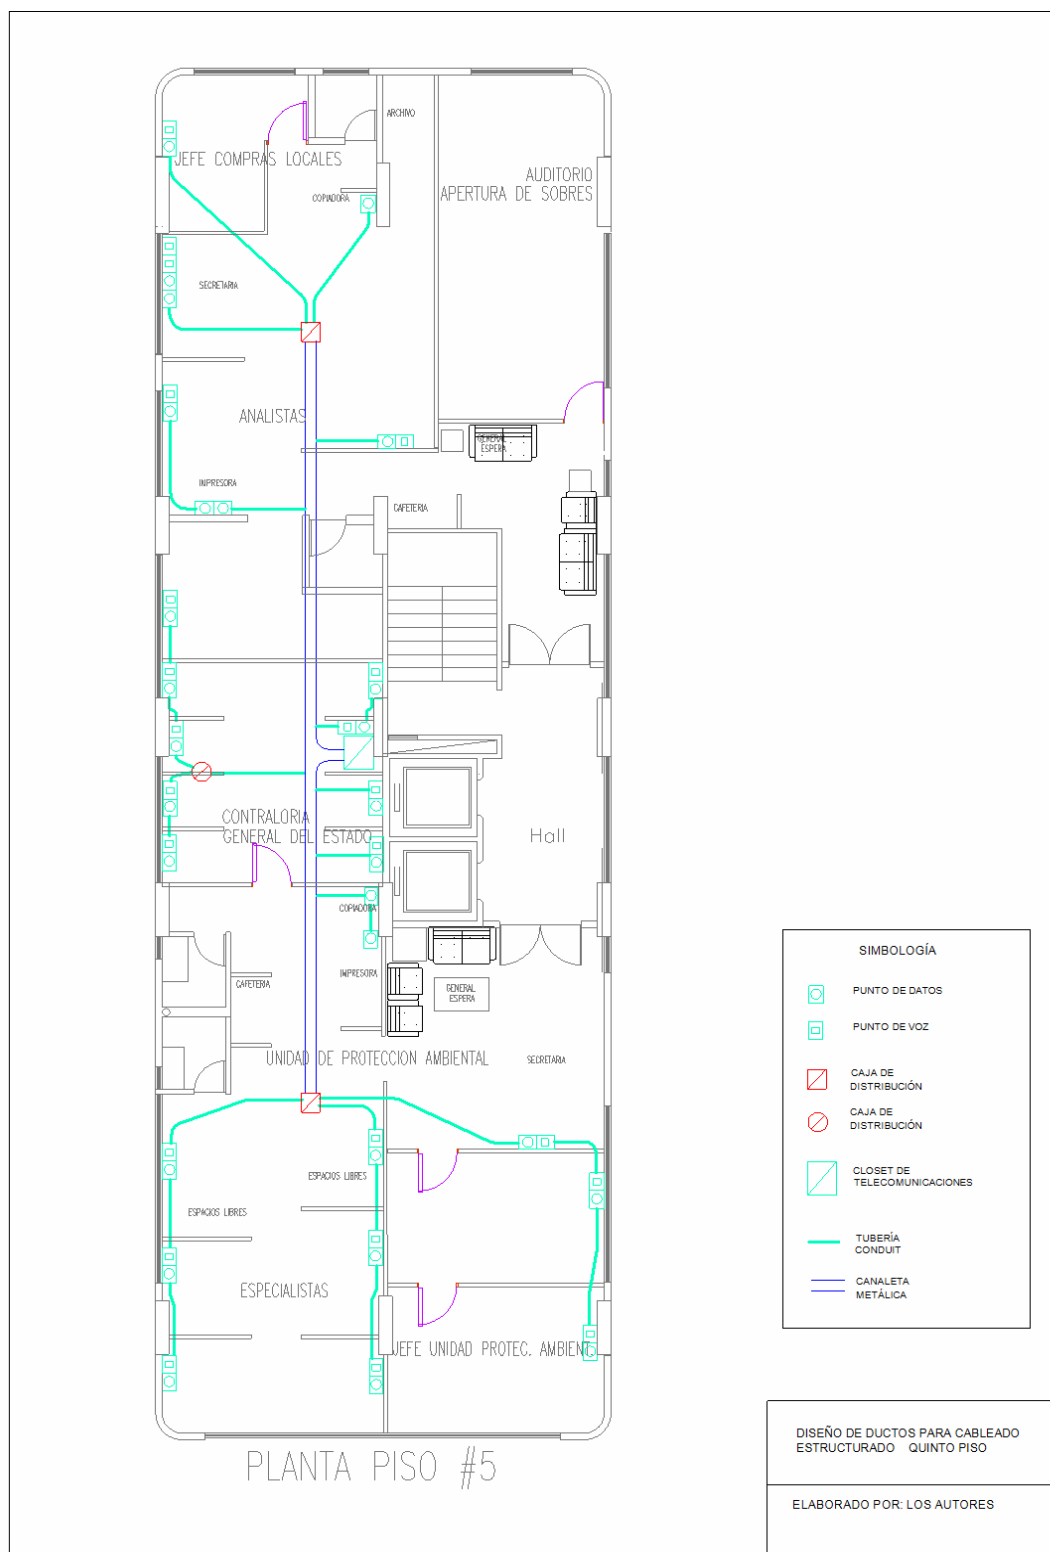 ARCHIVO
JEFE COMPRAS LOCALES
AUDITORIO
APERTURA DE SOBRES
COPIADORA
SECRETARIA
ANALISTAS
GENERAL
ESPERA
IMPRESORA
CAFETERIA
CONTRALORIA
GENERAL DEL ESTADO
Hall
COPIADORA
IMPRESORA
CAFETERIA
GENERAL
ESPERA
UNIDAD DE PROTECCION AMBIENTAL
SECRETARIA
ESPACIOS LIBRES
ESPACIOS LIBRES
ESPECIALISTAS
JEFE UNIDAD PROTEC. AMBIENT.
PLANTA PISO #5
SIMBOLOGÍA
PUNTO DE DATOS
PUNTO DE VOZ
CAJA DE
DISTRIBUCIÓN
CAJA DE
DISTRIBUCIÓN
CLOSET DE
TELECOMUNICACIONES
TUBERÍA
CONDUIT
CANALETA
METÁLICA
DISEÑO DE DUCTOS PARA CABLEADO
ESTRUCTURADO QUINTO PISO
ELABORADO POR: LOS AUTORES